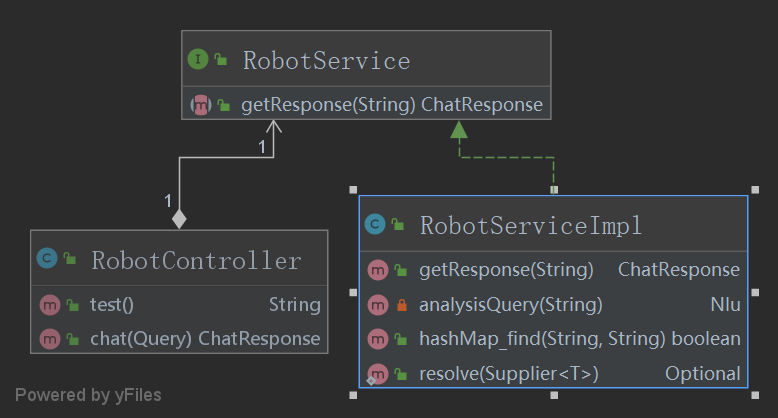 I RobotService
m getResponse(String) ChatResponse
1
1
C RobotController
m test() String
m chat(Query) ChatResponse
C RobotServiceImpl
m getResponse(String) ChatResponse
m analysisQuery(String) Nlu
m hashMap_find(String, String) boolean
m resolve(Supplier<T>) Optional
Powered by yFiles